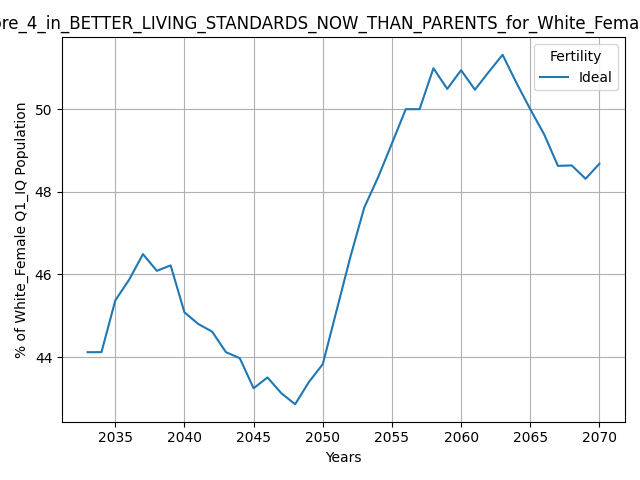 ore_4_in_BETTER_LIVING_STANDARDS_NOW_THAN_PARENTS_for_White_Fema
Fertility
Ideal
% of White_Female Q1_IQ Population
50
48
46
44
2035 2040 2045 2050 2055 2060 2065 2070
Years